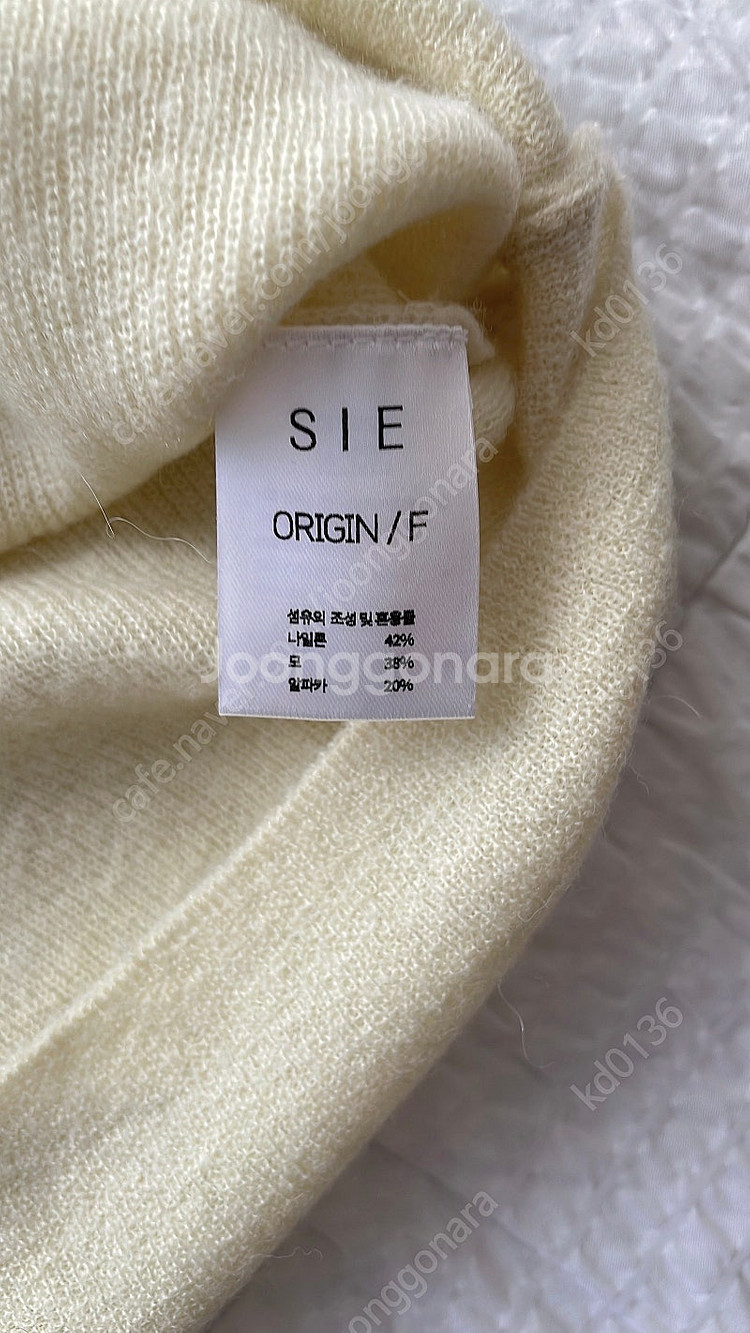 cafe.naver.com/joonggonara
kd0136
SIE
ORIGIN / F
섬유의 조성 및 혼용률
나일론 42%
모 38%
알파카 20%
Joonggonara
kd0136
kd0136
joonggonara